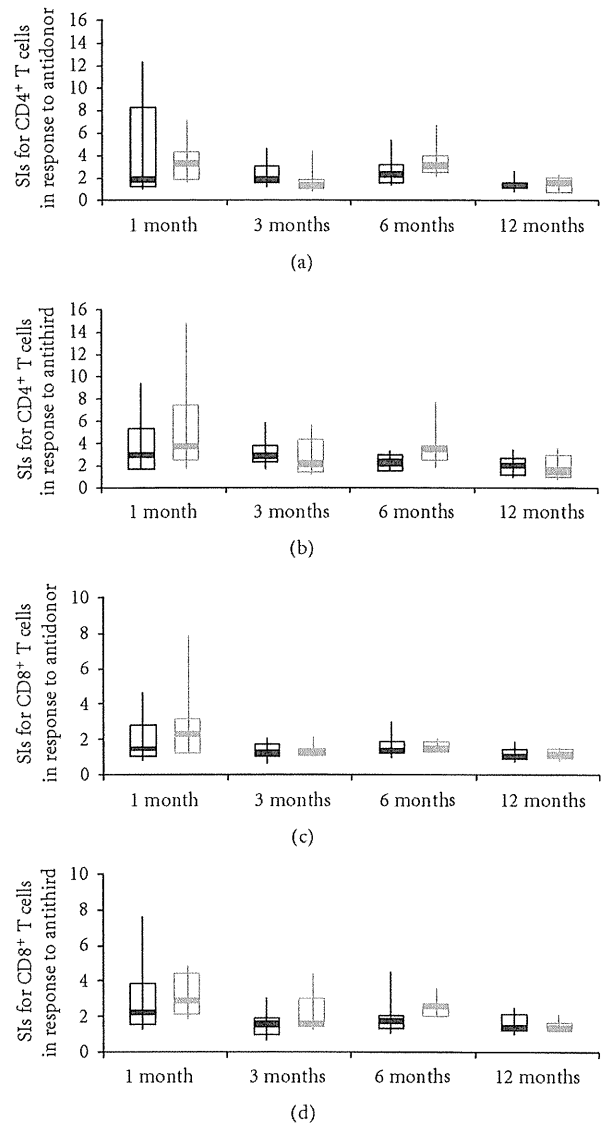 SIs for CD4+ T cells
in response to antidonor
16
14
12
10
8
6
4
2
0
1 month
3 months
6 months
12 months
(a)
SIs for CD4+ T cells
in response to antithird
16
14
12
10
8
6
4
2
0
1 month
3 months
6 months
12 months
(b)
SIs for CD8+ T cells
in response to antidonor
10
8
6
4
2
0
1 month
3 months
6 months
12 months
(c)
SIs for CD8+ T cells
in response to antithird
10
8
6
4
2
0
1 month
3 months
6 months
12 months
(d)